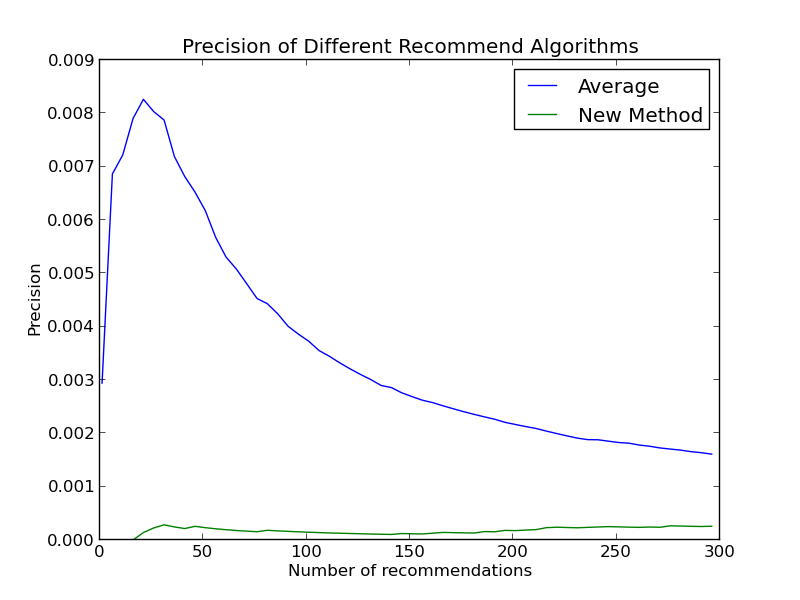 Precision of Different Recommend Algorithms
0.009
0.008
0.007
0.006
0.005
0.004
0.003
0.002
0.001
0.000
Precision
Average
New Method
0 50 100 150 200 250 300
Number of recommendations